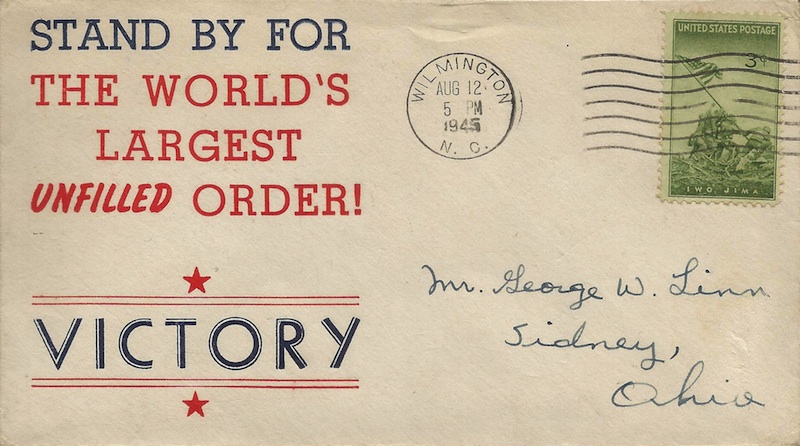 STAND BY FOR
THE WORLD'S
LARGEST
UNFILLED ORDER!
VICTORY
WILMINGTON
AUG 12
5 PM
1945
N. C.
UNITED STATES POSTAGE
3¢
IWO JIMA
Mr. George W. Linn
Sidney,
Ohio